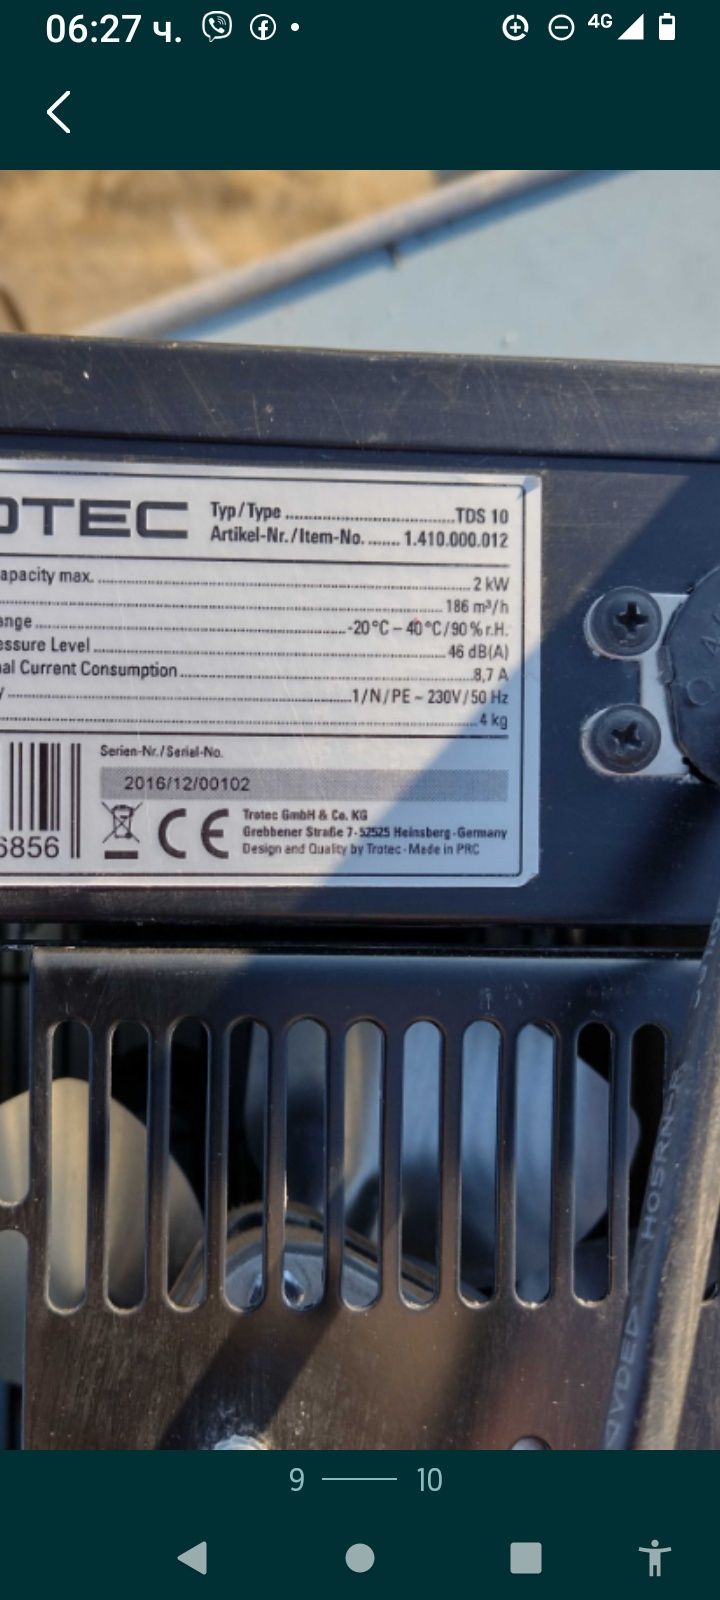 06:27 ч.
4G
OTEC
Typ/Type ........ TDS 10
Artikel-Nr./Item-No. ........ 1.410.000.012
apacity max. ........ 2 kW
........ 186 m³/h
ange ........ -20°C – 40°C/90% r.H.
essure Level ........ 46 dB(A)
al Current Consumption ........ 8,7 A
y ........ 1/N/PE ~ 230V/50 Hz
........ 4 kg
Serien-Nr./Serial-No.
2016/12/00102
6856
CE
Trotec GmbH & Co. KG
Grebbener Straße 7 · 52525 Heinsberg · Germany
Design and Quality by Trotec · Made in PRC
H05RN-F
9 — 10